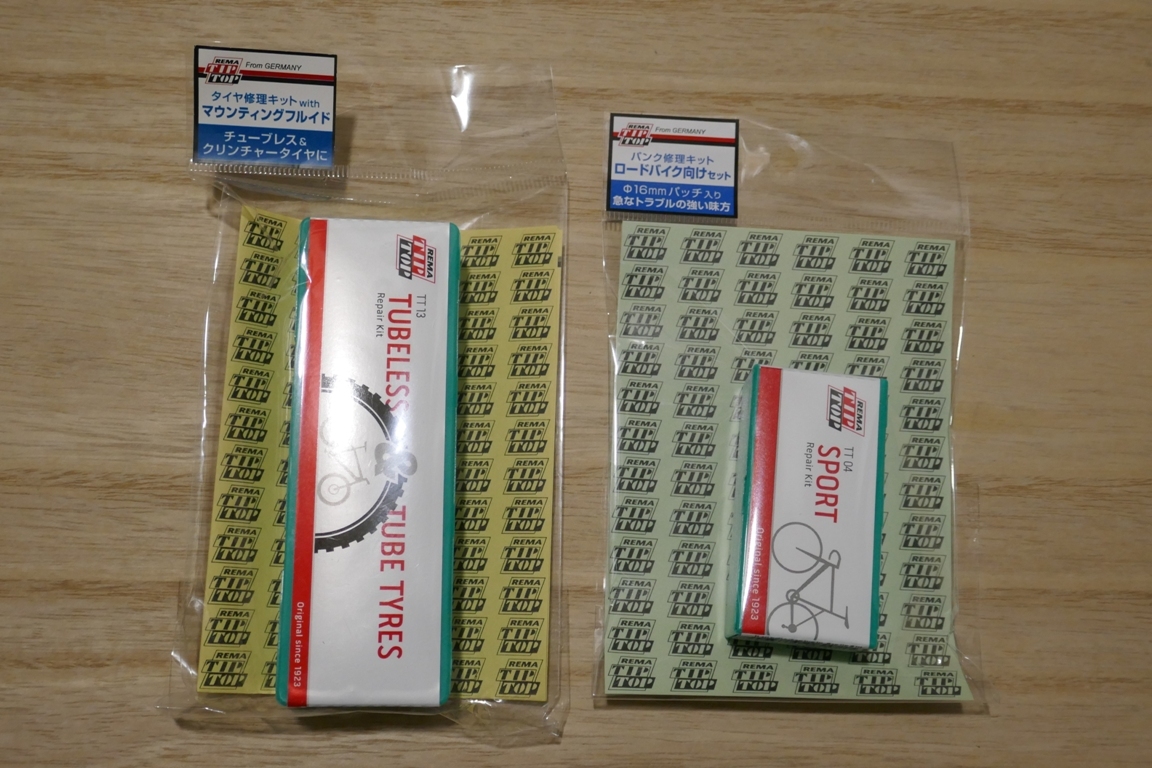 REMA
TIP
TOP
From GERMANY
タイヤ修理キット with
マウンティングフルイド
チューブレス&
クリンチャータイヤに
REMA
TIP
TOP
TT 13
TUBELESS & TUBE TYRES
Repair Kit
Original since 1923
REMA
TIP
TOP
From GERMANY
パンク修理キット
ロードバイク向けセット
Φ16mmパッチ入り
急なトラブルの強い味方
REMA
TIP
TOP
TT 04
SPORT
Repair Kit
Original since 1923